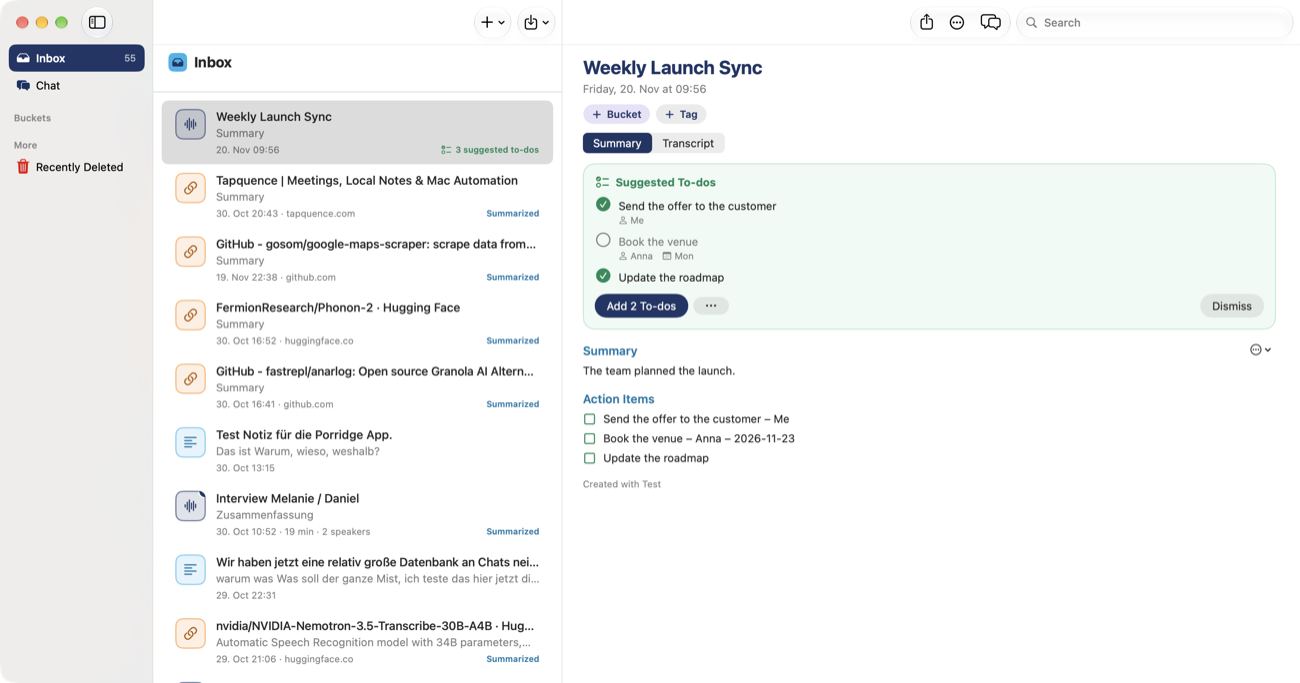 Inbox
55
Chat
Buckets
More
Recently Deleted
Inbox
Weekly Launch Sync
Summary
20. Nov 09:56
3 suggested to-dos
Tapquence | Meetings, Local Notes & Mac Automation
Summary
30. Oct 20:43 · tapquence.com
Summarized
GitHub - gosom/google-maps-scraper: scrape data from...
Summary
19. Nov 22:38 · github.com
Summarized
FermionResearch/Phonon-2 · Hugging Face
Summary
30. Oct 16:52 · huggingface.co
Summarized
GitHub - fastrepl/anarlog: Open source Granola AI Altern...
Summary
30. Oct 16:41 · github.com
Summarized
Test Notiz für die Porridge App.
Das ist Warum, wieso, weshalb?
30. Oct 13:15
Interview Melanie / Daniel
Zusammenfassung
30. Oct 10:52 · 19 min · 2 speakers
Summarized
Wir haben jetzt eine relativ große Datenbank an Chats nei...
warum was Was soll der ganze Mist, ich teste das hier jetzt di...
29. Oct 22:31
nvidia/NVIDIA-Nemotron-3.5-Transcribe-30B-A4B · Hug...
Automatic Speech Recognition model with 34B parameters,...
29. Oct 21:06 · huggingface.co
Summarized
Search
Weekly Launch Sync
Friday, 20. Nov at 09:56
+ Bucket
+ Tag
Summary
Transcript
Suggested To-dos
Send the offer to the customer
Me
Book the venue
Anna
Mon
Update the roadmap
Add 2 To-dos
...
Dismiss
Summary
The team planned the launch.
Action Items
Send the offer to the customer – Me
Book the venue – Anna – 2026-11-23
Update the roadmap
Created with Test